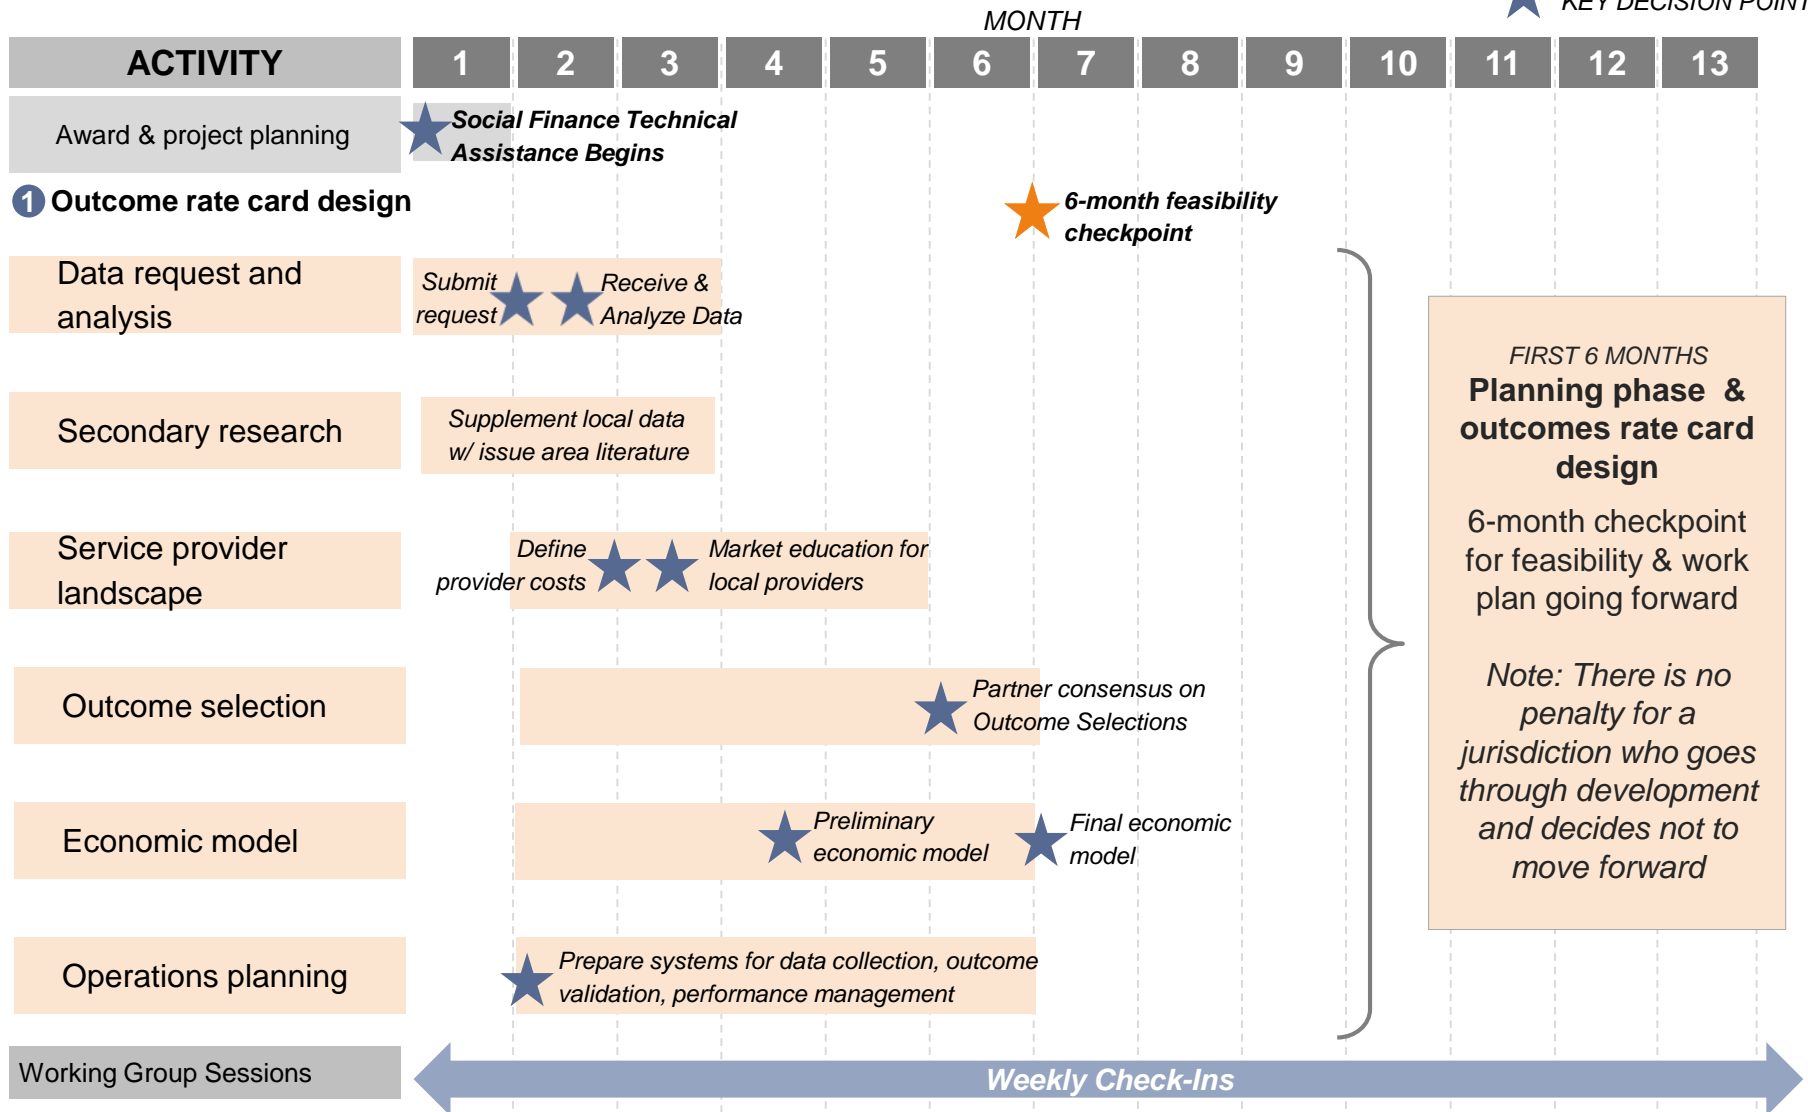 KEY DECISION POINT
MONTH
ACTIVITY
1 2 3 4 5 6 7 8 9 10 11 12 13
Award & project planning
Social Finance Technical
Assistance Begins
1 Outcome rate card design
6-month feasibility
checkpoint
Data request and
analysis
Submit
request
Receive &
Analyze Data
Secondary research
Supplement local data
w/ issue area literature
Service provider
landscape
Define
provider costs
Market education for
local providers
Outcome selection
Partner consensus on
Outcome Selections
Economic model
Preliminary
economic model
Final economic
model
Operations planning
Prepare systems for data collection, outcome
validation, performance management
FIRST 6 MONTHS
Planning phase &
outcomes rate card
design
6-month checkpoint
for feasibility & work
plan going forward
Note: There is no
penalty for a
jurisdiction who goes
through development
and decides not to
move forward
Working Group Sessions
Weekly Check-Ins